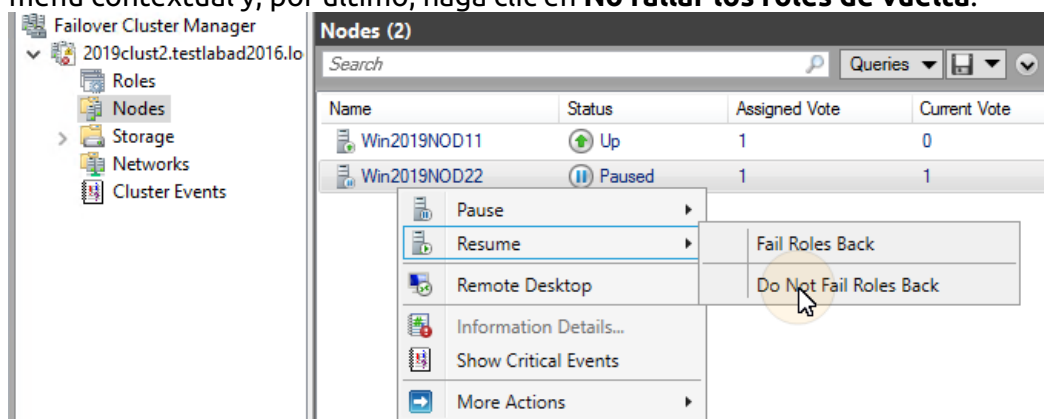 menú contextual y, por último, haga clic en No fallar los roles de vuelta.
Failover Cluster Manager
2019clust2.testlabad2016.lo
Roles
Nodes
Storage
Networks
Cluster Events
Nodes (2)
Search
Queries
Name Status Assigned Vote Current Vote
Win2019NOD11 Up 1 0
Win2019NOD22 Paused 1 1
Pause
Resume
Remote Desktop
Information Details...
Show Critical Events
More Actions
Fail Roles Back
Do Not Fail Roles Back